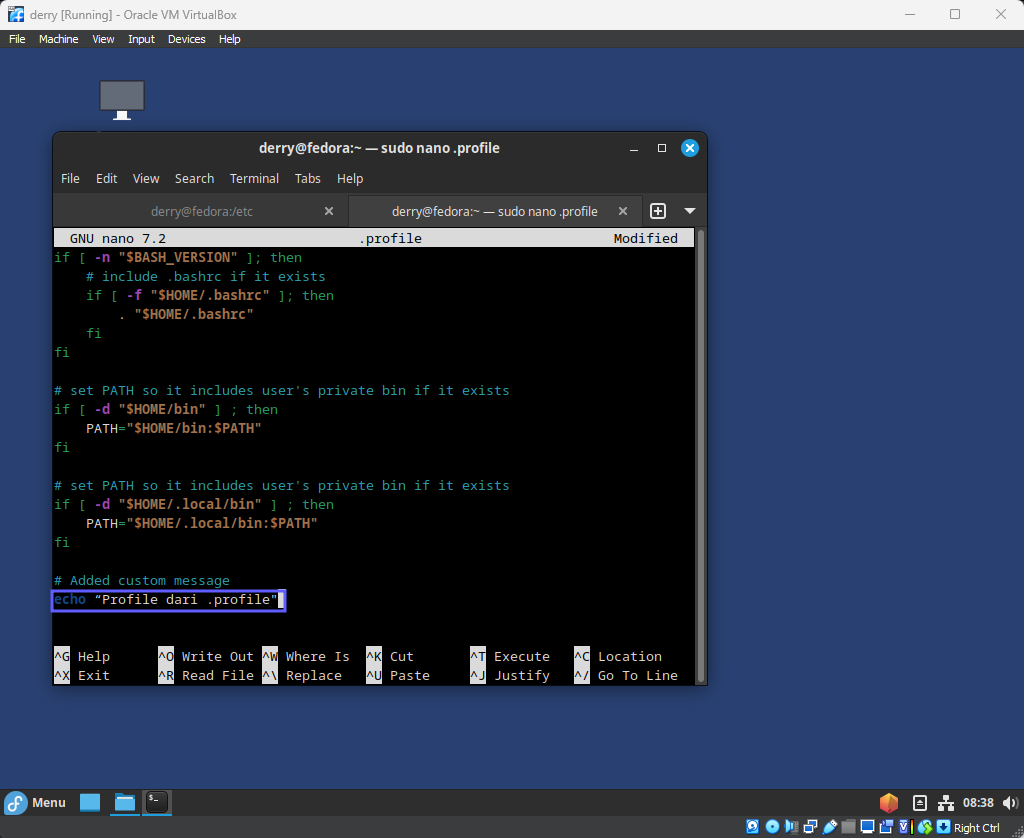 derry [Running] - Oracle VM VirtualBox
File Machine View Input Devices Help
derry@fedora:~ — sudo nano .profile
File Edit View Search Terminal Tabs Help
derry@fedora:/etc
derry@fedora:~ — sudo nano .profile
GNU nano 7.2 .profile Modified
if [ -n "$BASH_VERSION" ]; then
# include .bashrc if it exists
if [ -f "$HOME/.bashrc" ]; then
. "$HOME/.bashrc"
fi
fi
# set PATH so it includes user's private bin if it exists
if [ -d "$HOME/bin" ] ; then
PATH="$HOME/bin:$PATH"
fi
# set PATH so it includes user's private bin if it exists
if [ -d "$HOME/.local/bin" ] ; then
PATH="$HOME/.local/bin:$PATH"
fi
# Added custom message
echo “Profile dari .profile"
^G Help ^O Write Out ^W Where Is ^K Cut ^T Execute ^C Location
^X Exit ^R Read File ^\ Replace ^U Paste ^J Justify ^/ Go To Line
Menu
08:38
Right Ctrl